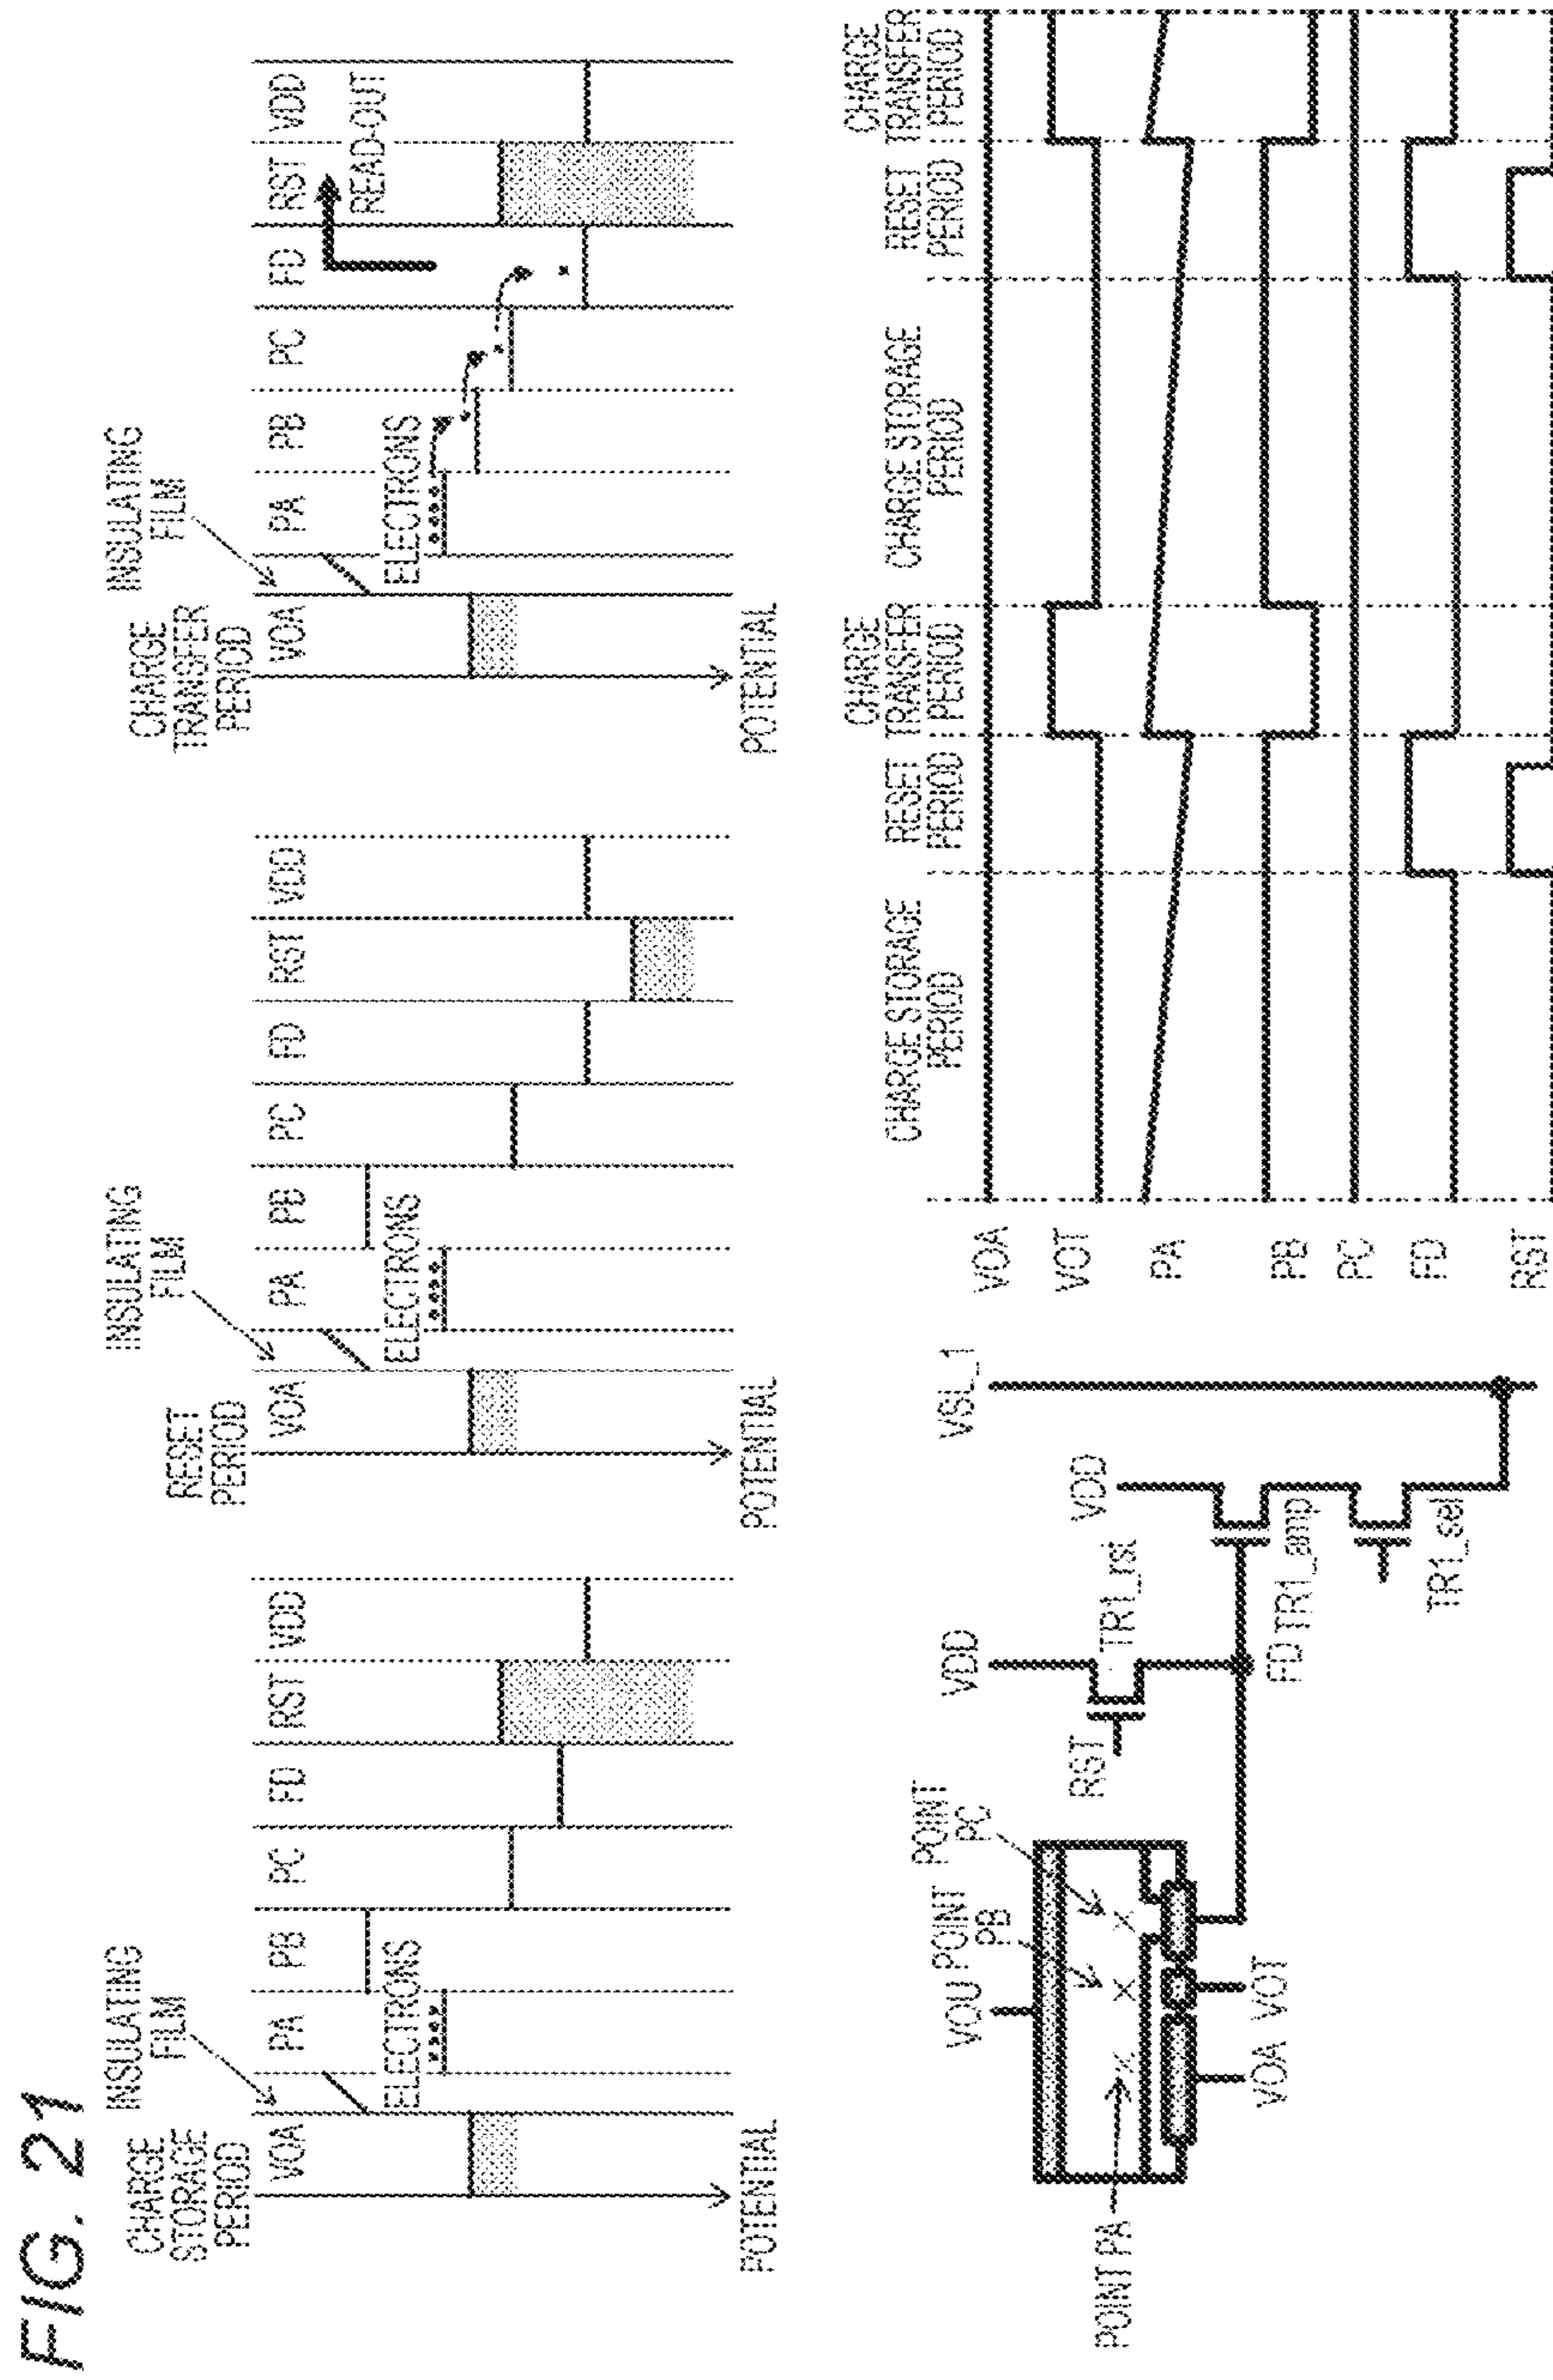 FIG. 21
CHARGE
STORAGE
PERIOD
INSULATING
FILM
VOA
PA
PB
PC
FD
RST
VDD
ELECTRONS
POTENTIAL
RESET
PERIOD
INSULATING
FILM
VOA
PA
PB
PC
FD
RST
VDD
ELECTRONS
POTENTIAL
CHARGE
TRANSFER
PERIOD
INSULATING
FILM
VOA
PA
PB
PC
FD
RST
VDD
ELECTRONS
READ-OUT
POTENTIAL
POINT PA
VOU
POINT
PB
POINT
PC
VOA
VOT
RST
VDD
TR1_rst
FD
VDD
TR1_amp
TR1_sel
VSL_1
CHARGE STORAGE
PERIOD
RESET
PERIOD
CHARGE
TRANSFER
PERIOD
CHARGE STORAGE
PERIOD
RESET
PERIOD
CHARGE
TRANSFER
PERIOD
VOA
VOT
PA
PB
PC
FD
RST